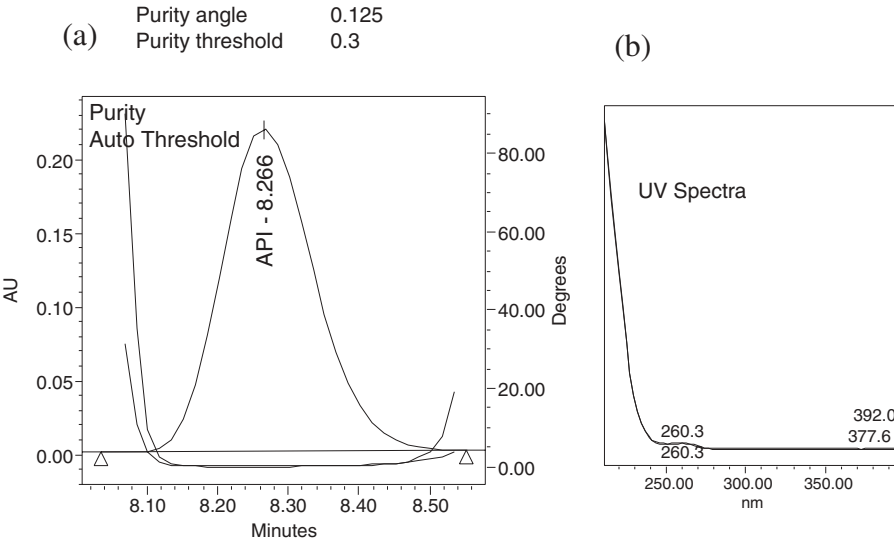 (a)
Purity angle 0.125
Purity threshold 0.3
Purity
Auto Threshold
0.20
0.15
0.10
0.05
0.00
AU
API - 8.266
80.00
60.00
40.00
20.00
0.00
Degrees
8.10 8.20 8.30 8.40 8.50
Minutes
(b)
UV Spectra
260.3
260.3
392.0
377.6
250.00 300.00 350.00
nm